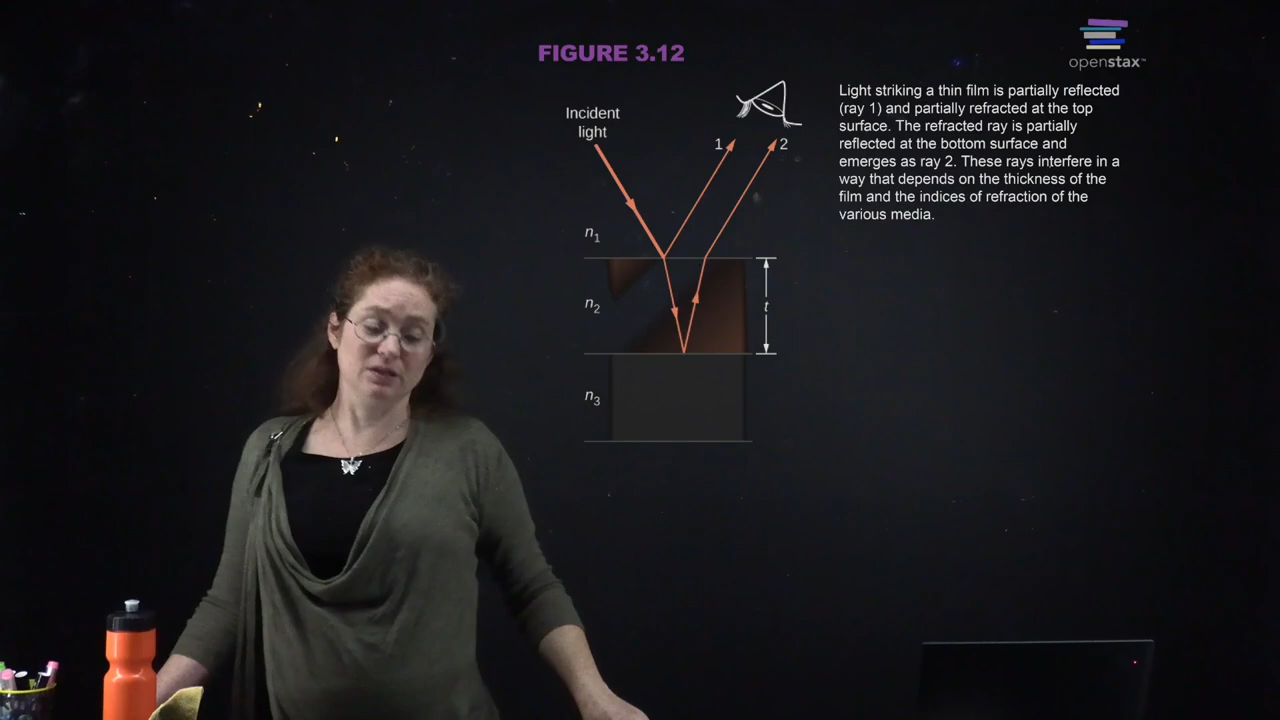 FIGURE 3.12
openstax™
Light striking a thin film is partially reflected
(ray 1) and partially refracted at the top
surface. The refracted ray is partially
reflected at the bottom surface and
emerges as ray 2. These rays interfere in a
way that depends on the thickness of the
film and the indices of refraction of the
various media.
Incident
light
1
2
n1
n2
t
n3